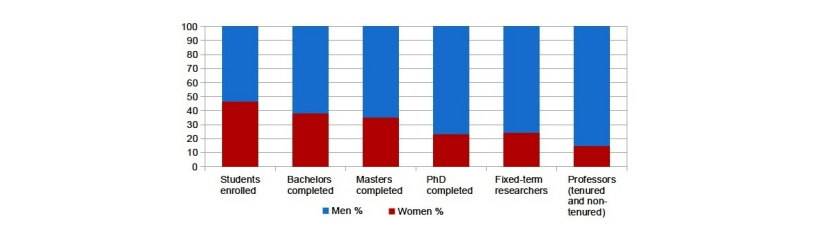 100
90
80
70
60
50
40
30
20
10
0
Students
enrolled
Bachelors
completed
Masters
completed
PhD
completed
Fixed-term
researchers
Professors
(tenured
and non-
tenured)
Men %
Women %